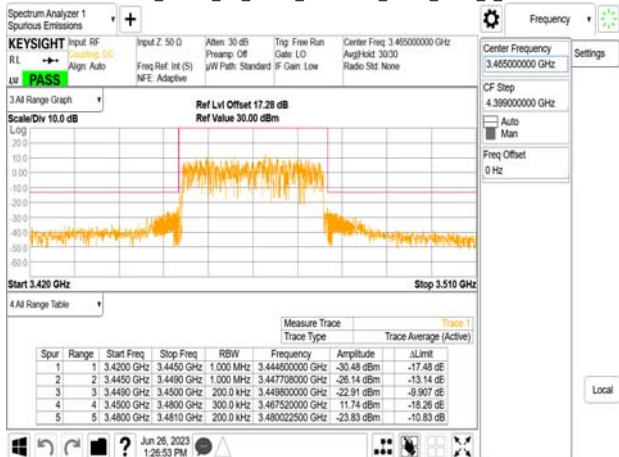 Spectrum Analyzer 1
Spurious Emissions
+
Frequency
KEYSIGHT
RL
LU PASS
Input: RF
Coupling: DC
Align: Auto
Input Z: 50 Ω
Freq Ref: Int (S)
NFE: Adaptive
Atten: 30 dB
Preamp: Off
µW Path: Standard
Trig: Free Run
Gate: LO
IF Gain: Low
Center Freq: 3.465000000 GHz
Avg|Hold: 30/30
Radio Std: None
Center Frequency
3.465000000 GHz
Settings
CF Step
4.399000000 GHz
Auto
Man
Freq Offset
0 Hz
Local
3 All Range Graph
Scale/Div 10.0 dB
Ref Lvl Offset 17.28 dB
Ref Value 30.00 dBm
Log
20.0
10.0
0.00
-10.0
-20.0
-30.0
-40.0
-50.0
-60.0
Start 3.420 GHz
Stop 3.510 GHz
4 All Range Table
Measure Trace Trace 1
Trace Type Trace Average (Active)
Spur Range Start Freq Stop Freq RBW Frequency Amplitude ΔLimit
1 1 3.4200 GHz 3.4450 GHz 1.000 MHz 3.444600000 GHz -30.48 dBm -17.48 dB
2 2 3.4450 GHz 3.4490 GHz 1.000 MHz 3.447708000 GHz -26.14 dBm -13.14 dB
3 3 3.4490 GHz 3.4500 GHz 200.0 kHz 3.449800000 GHz -22.91 dBm -9.907 dB
4 4 3.4500 GHz 3.4800 GHz 300.0 kHz 3.467520000 GHz 11.74 dBm -18.26 dB
5 5 3.4800 GHz 3.4810 GHz 200.0 kHz 3.480022500 GHz -23.83 dBm -10.83 dB
?
Jun 26, 2023
1:26:53 PM